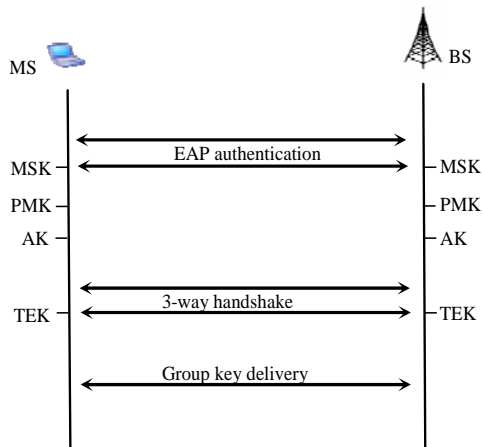 MS
BS
EAP authentication
MSK
MSK
PMK
PMK
AK
AK
3-way handshake
TEK
TEK
Group key delivery